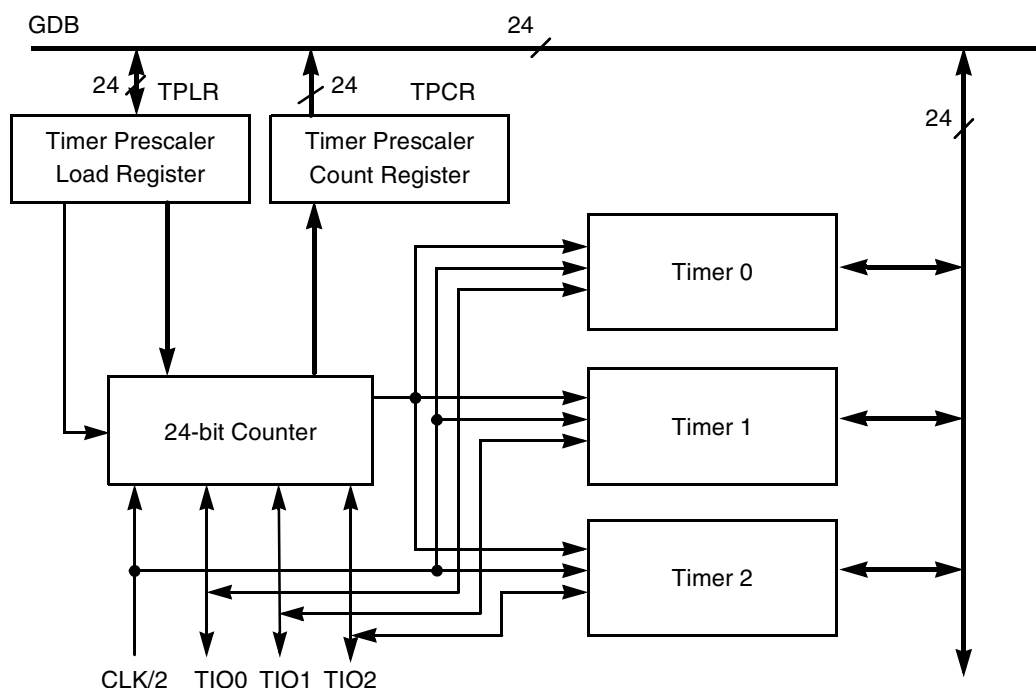 GDB
24
24
TPLR
24
TPCR
24
Timer Prescaler
Load Register
Timer Prescaler
Count Register
Timer 0
24-bit Counter
Timer 1
Timer 2
CLK/2 TIO0 TIO1 TIO2